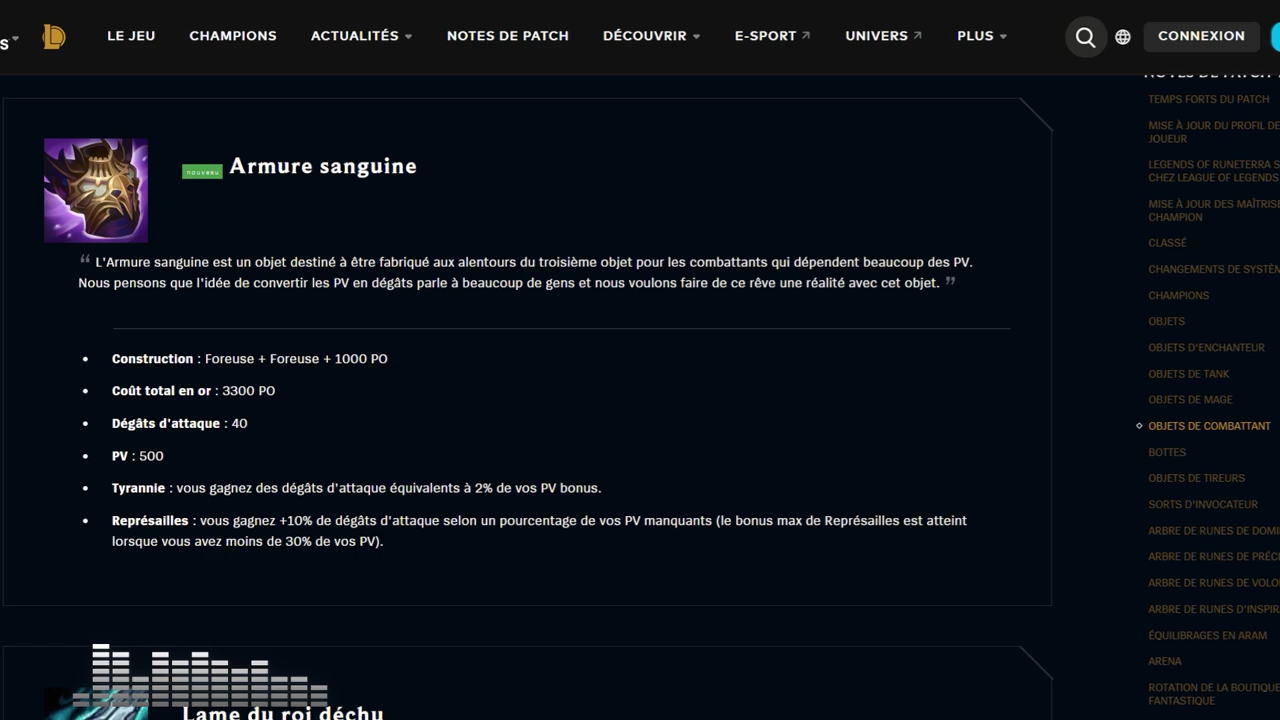 S
LE JEU CHAMPIONS ACTUALITÉS NOTES DE PATCH DÉCOUVRIR E-SPORT UNIVERS PLUS CONNEXION
nouveau Armure sanguine
“ L'Armure sanguine est un objet destiné à être fabriqué aux alentours du troisième objet pour les combattants qui dépendent beaucoup des PV.
Nous pensons que l'idée de convertir les PV en dégâts parle à beaucoup de gens et nous voulons faire de ce rêve une réalité avec cet objet. ”
• Construction : Foreuse + Foreuse + 1000 PO
• Coût total en or : 3300 PO
• Dégâts d'attaque : 40
• PV : 500
• Tyrannie : vous gagnez des dégâts d'attaque équivalents à 2% de vos PV bonus.
• Représailles : vous gagnez +10% de dégâts d'attaque selon un pourcentage de vos PV manquants (le bonus max de Représailles est atteint
lorsque vous avez moins de 30% de vos PV).
Lame du roi déchu
NOTES DE PATCH
TEMPS FORTS DU PATCH
MISE À JOUR DU PROFIL DE
JOUEUR
LEGENDS OF RUNETERRA S
CHEZ LEAGUE OF LEGENDS
MISE À JOUR DES MAÎTRISE
CHAMPION
CLASSÉ
CHANGEMENTS DE SYSTÈ
CHAMPIONS
OBJETS
OBJETS D'ENCHANTEUR
OBJETS DE TANK
OBJETS DE MAGE
OBJETS DE COMBATTANT
BOTTES
OBJETS DE TIREURS
SORTS D'INVOCATEUR
ARBRE DE RUNES DE DOMI
ARBRE DE RUNES DE PRÉC
ARBRE DE RUNES DE VOLO
ARBRE DE RUNES D'INSPIR
ÉQUILIBRAGES EN ARAM
ARENA
ROTATION DE LA BOUTIQUE
FANTASTIQUE